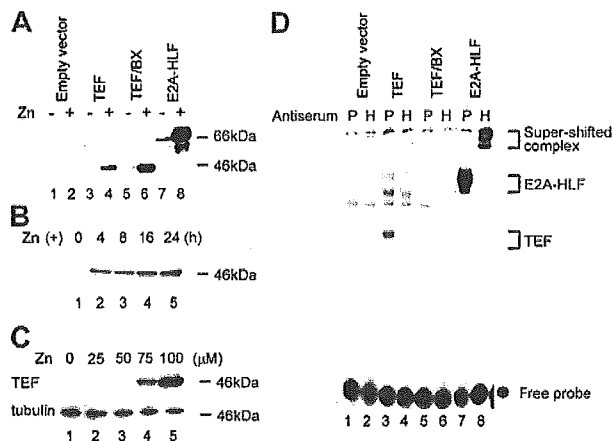 A
Empty vector
TEF
TEF/BX
E2A-HLF
Zn - + - + - + - +
66kDa
46kDa
1 2 3 4 5 6 7 8
B
Zn (+) 0 4 8 16 24 (h)
46kDa
1 2 3 4 5
C
Zn 0 25 50 75 100 (μM)
TEF 46kDa
tubulin 46kDa
1 2 3 4 5
D
Empty vector
TEF
TEF/BX
E2A-HLF
Antiserum P H P H P H P H
Super-shifted
complex
E2A-HLF
TEF
Free probe
1 2 3 4 5 6 7 8